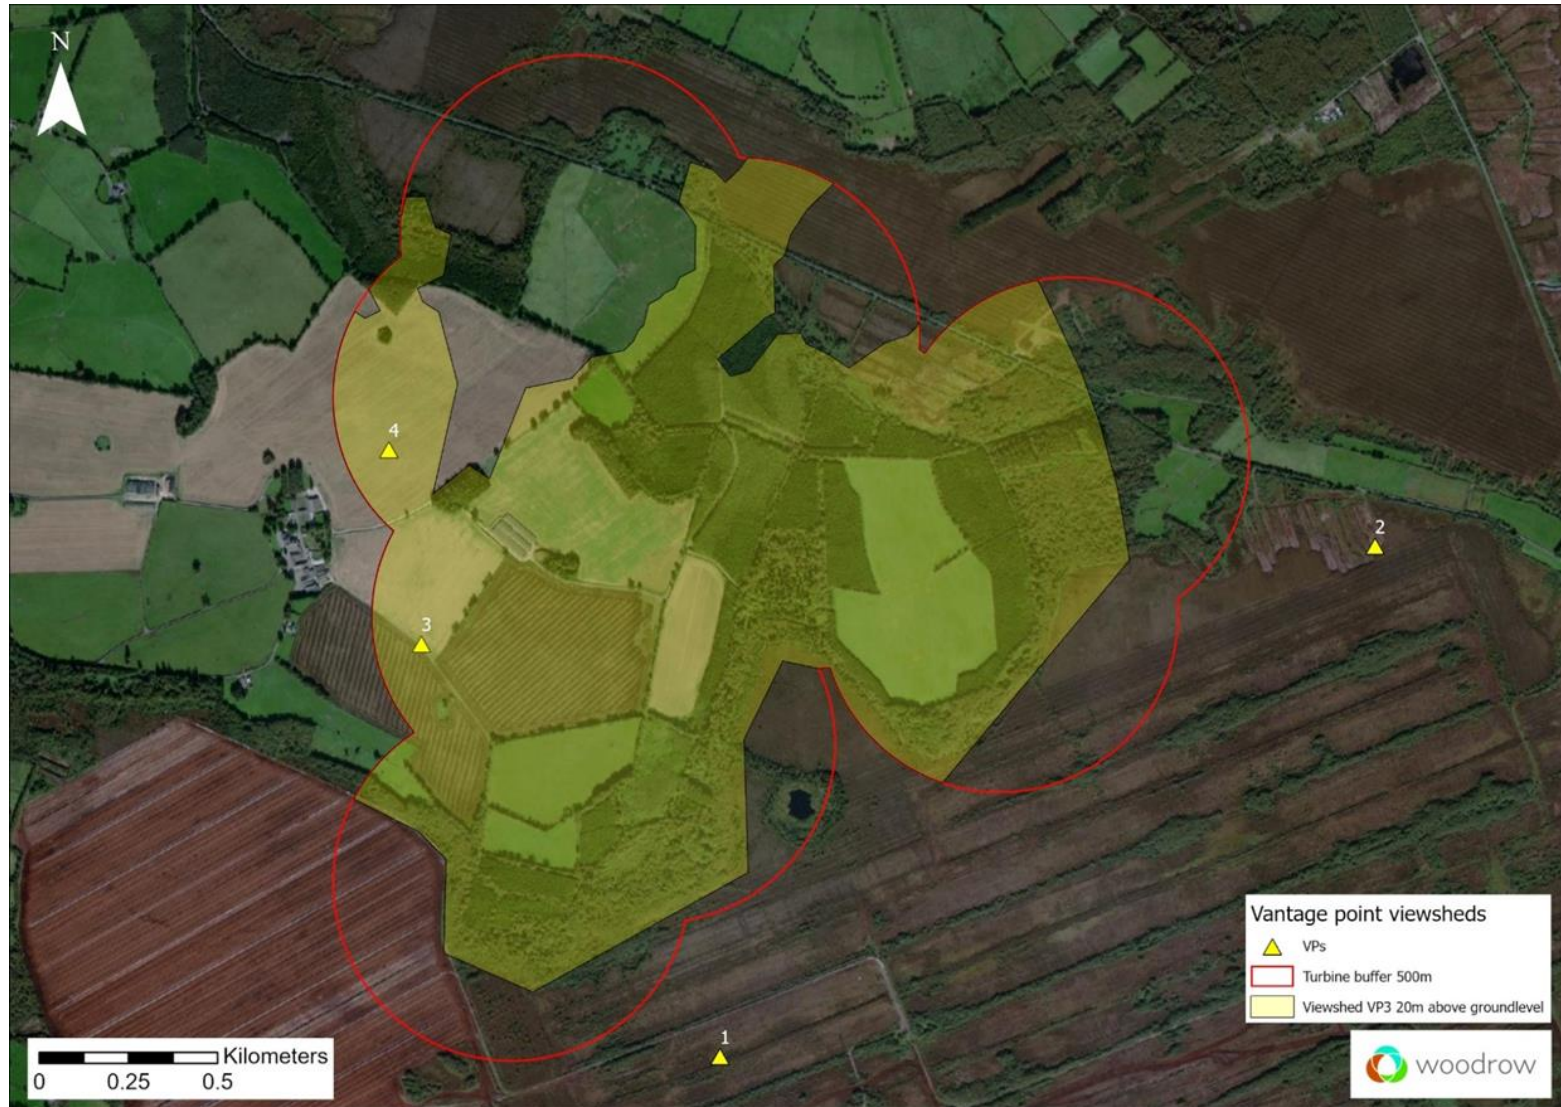 N
4
2
3
1
Vantage point viewsheds
VPs
Turbine buffer 500m
Viewshed VP3 20m above groundlevel
Kilometers
0 0.25 0.5
woodrow